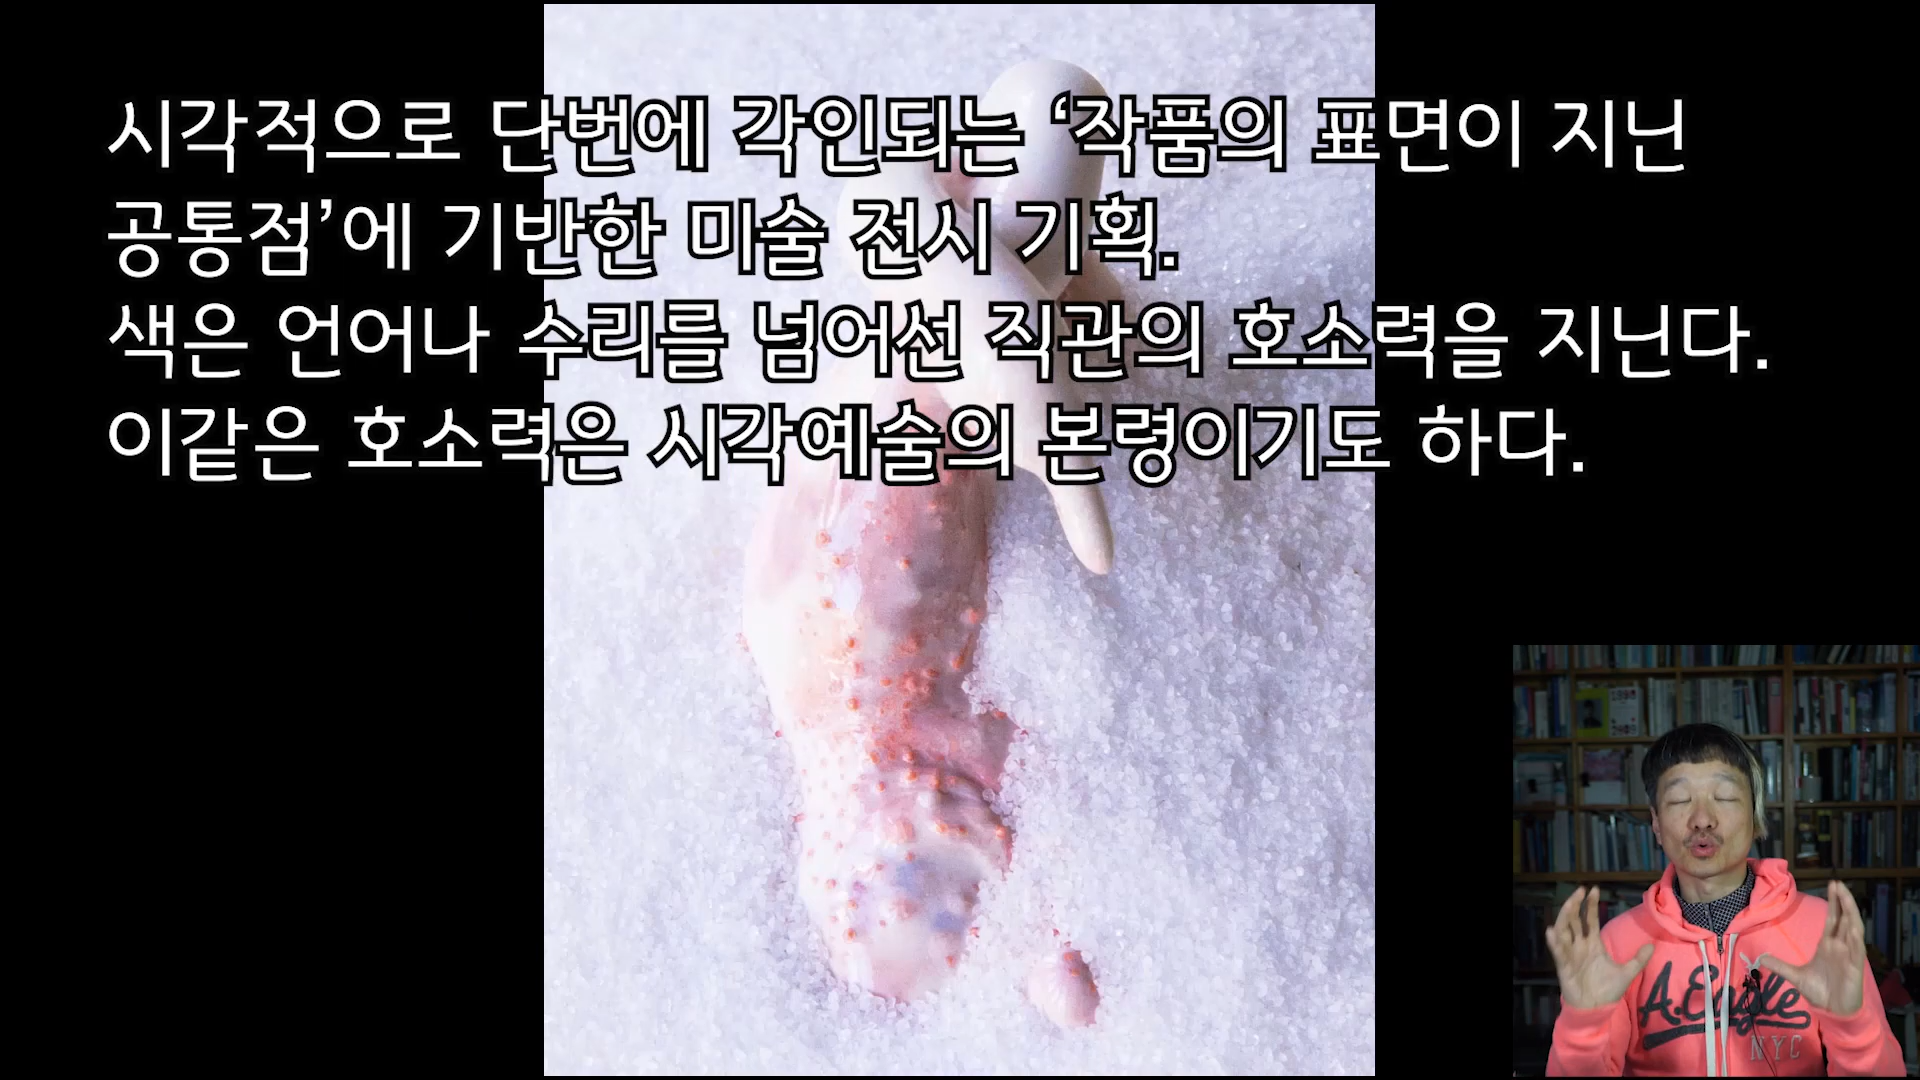 시각적으로 단번에 각인되는 ‘작품의 표면이 지닌
공통점’에 기반한 미술 전시 기획.
색은 언어나 수리를 넘어선 직관의 호소력을 지닌다.
이같은 호소력은 시각예술의 본령이기도 하다.
A.Eagle
NYC